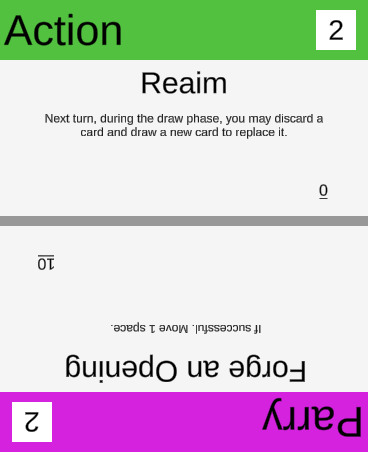 Action
2
Reaim
Next turn, during the draw phase, you may discard a
card and draw a new card to replace it.
0
Parry
2
Forge an Opening
If successful. Move 1 space.
10